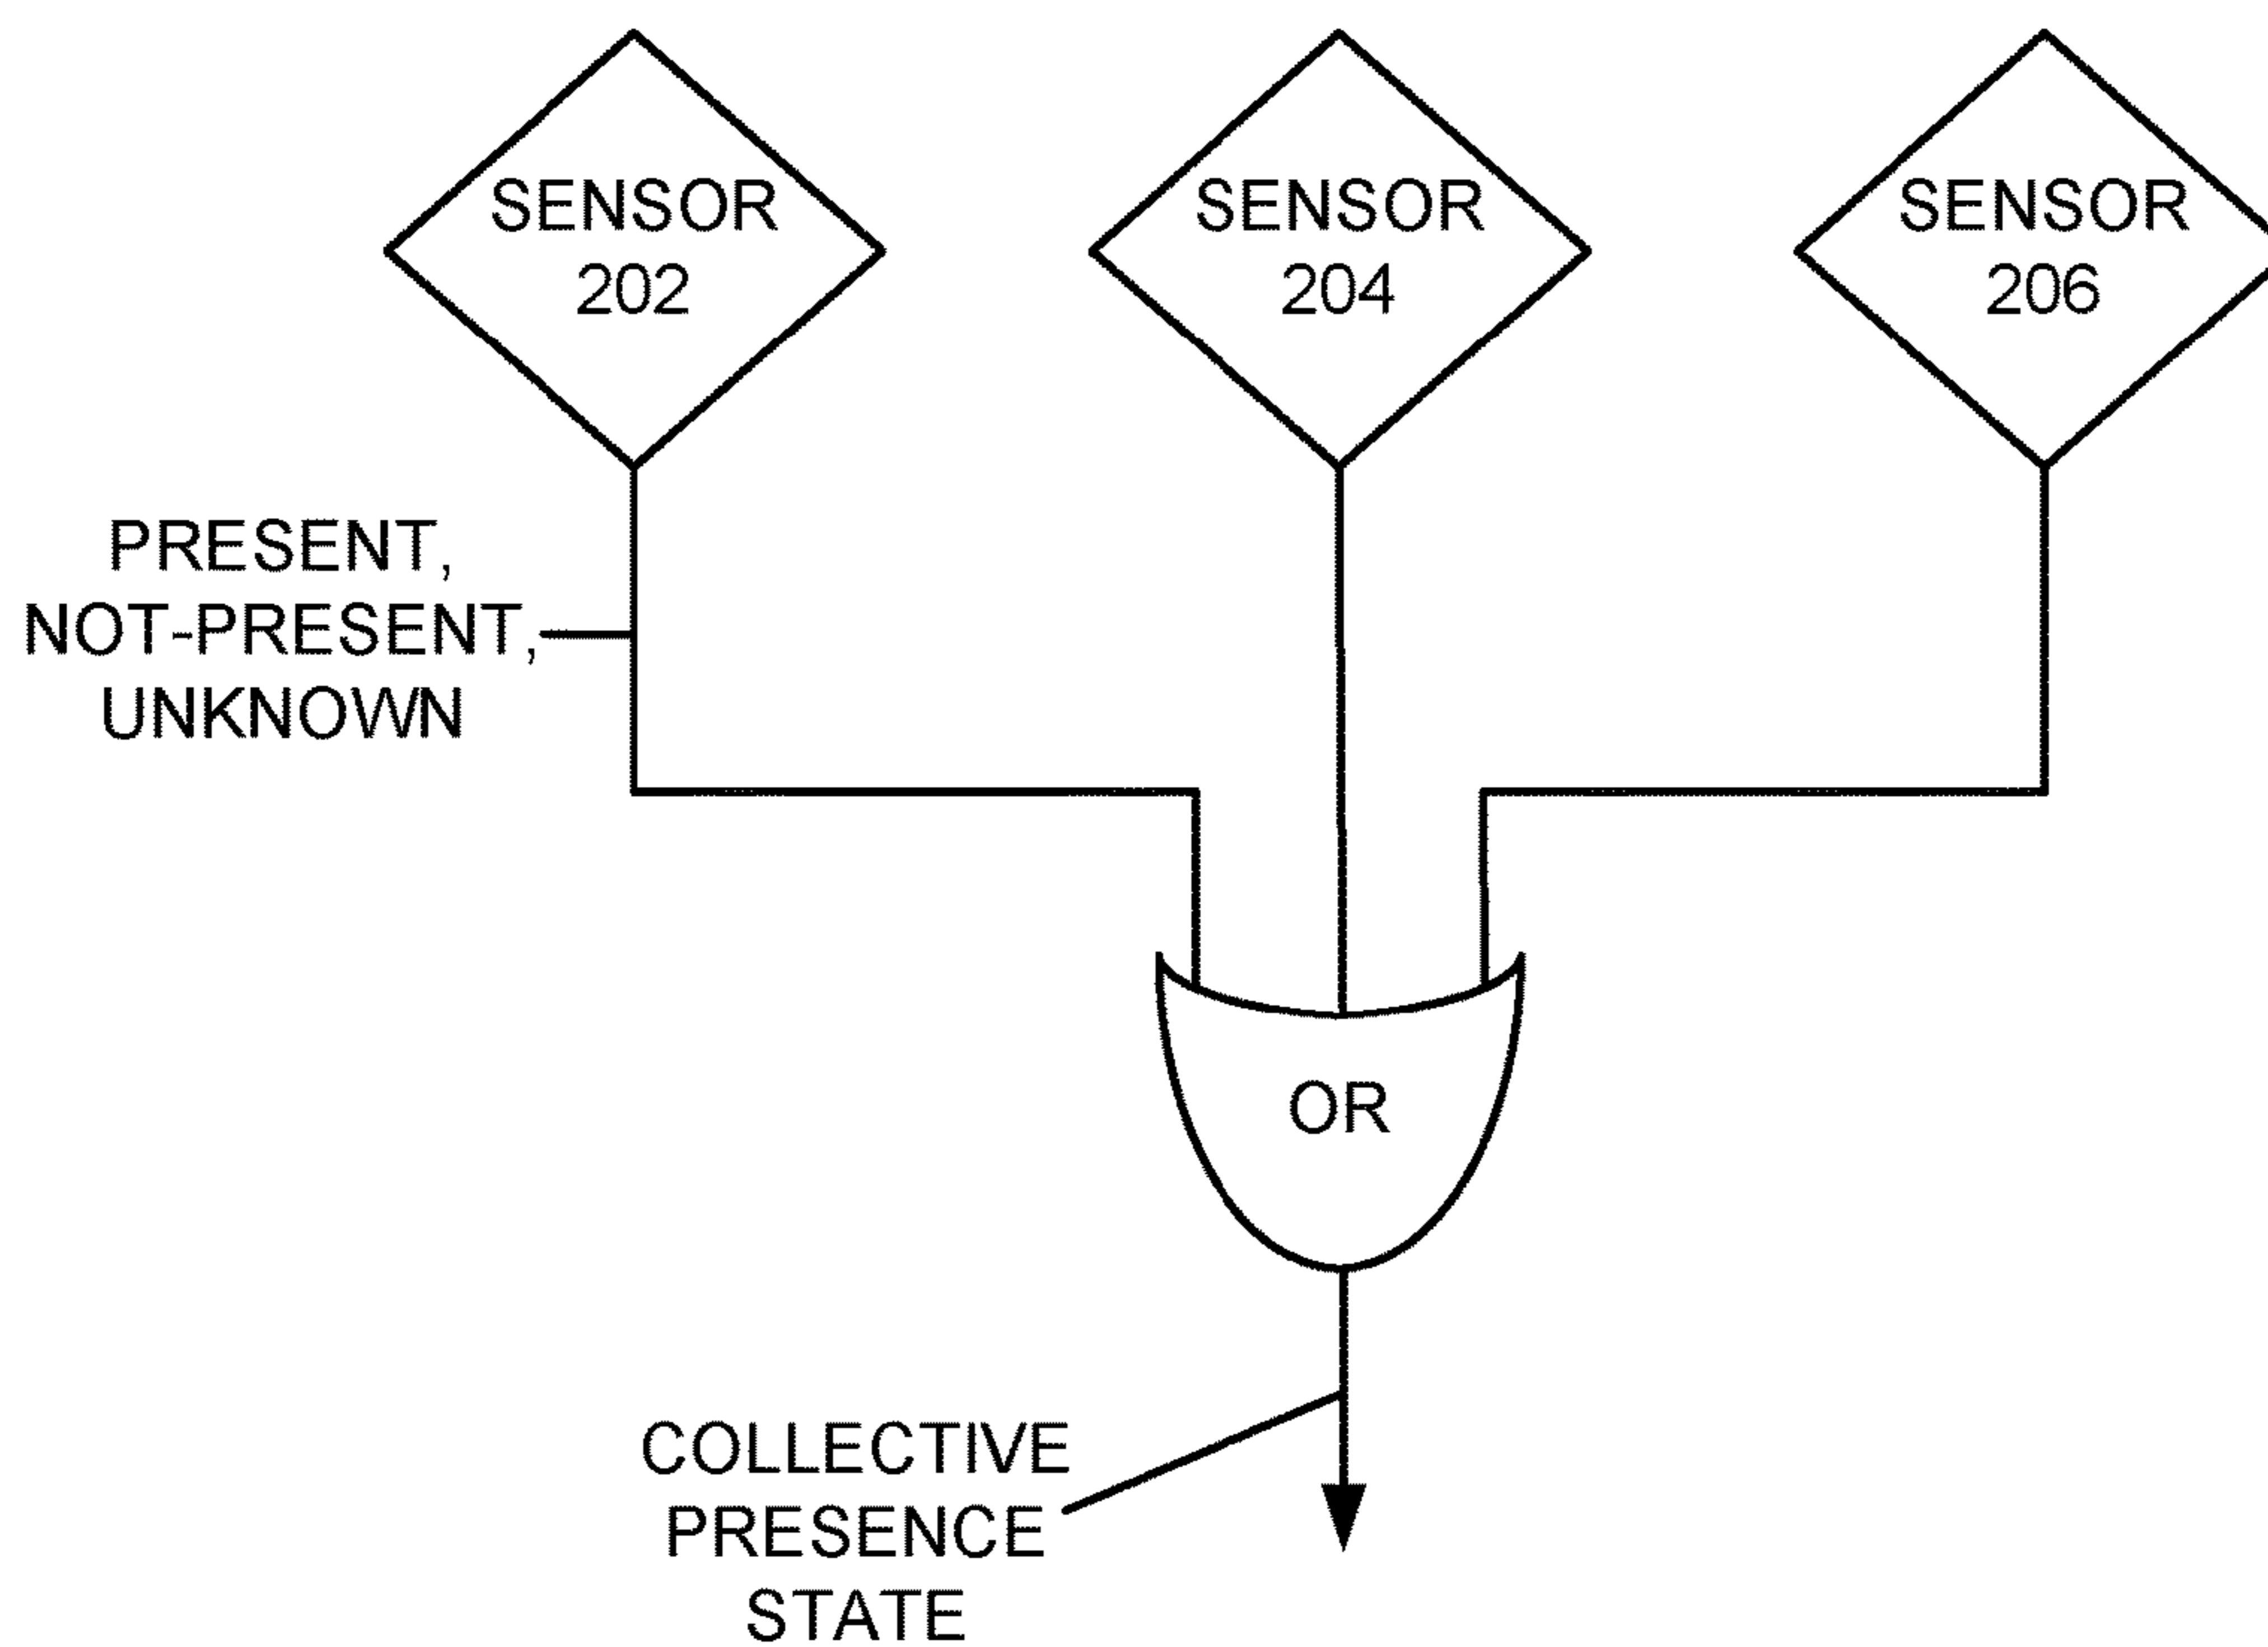 SENSOR
202
SENSOR
204
SENSOR
206
PRESENT,
NOT-PRESENT,
UNKNOWN
OR
COLLECTIVE
PRESENCE
STATE